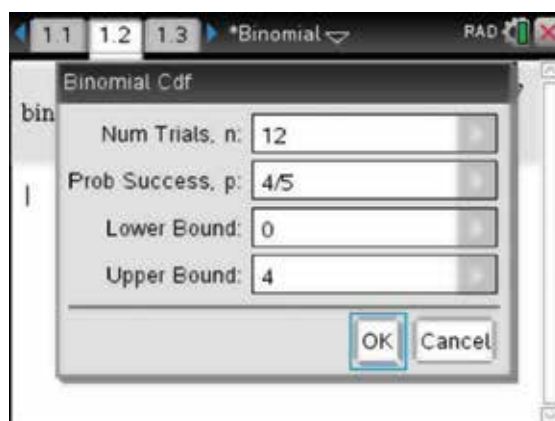 1.1 1.2 1.3 *Binomial RAD
Binomial Cdf
bin
Num Trials, n: 12
Prob Success, p: 4/5
Lower Bound: 0
Upper Bound: 4
OK Cancel